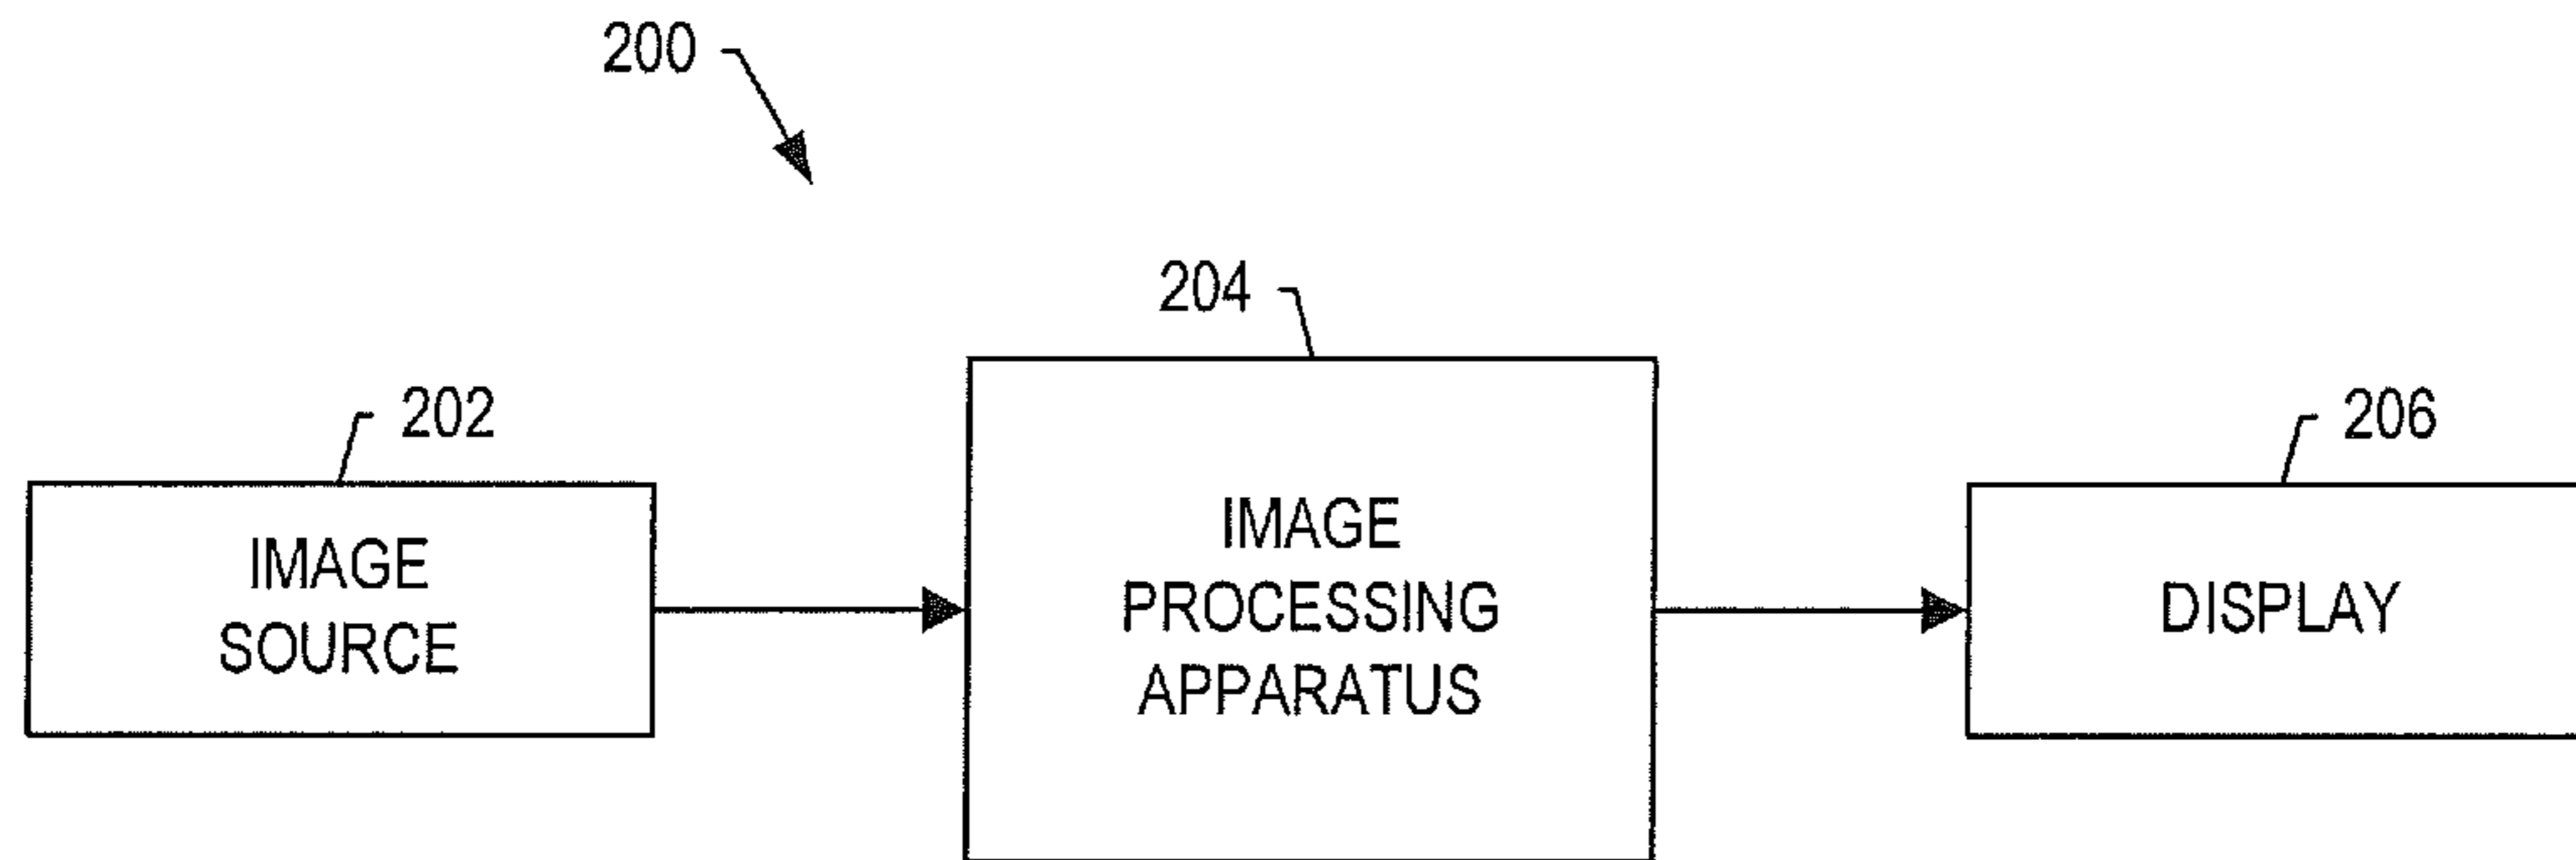 200
204
202
206
IMAGE
SOURCE
IMAGE
PROCESSING
APPARATUS
DISPLAY